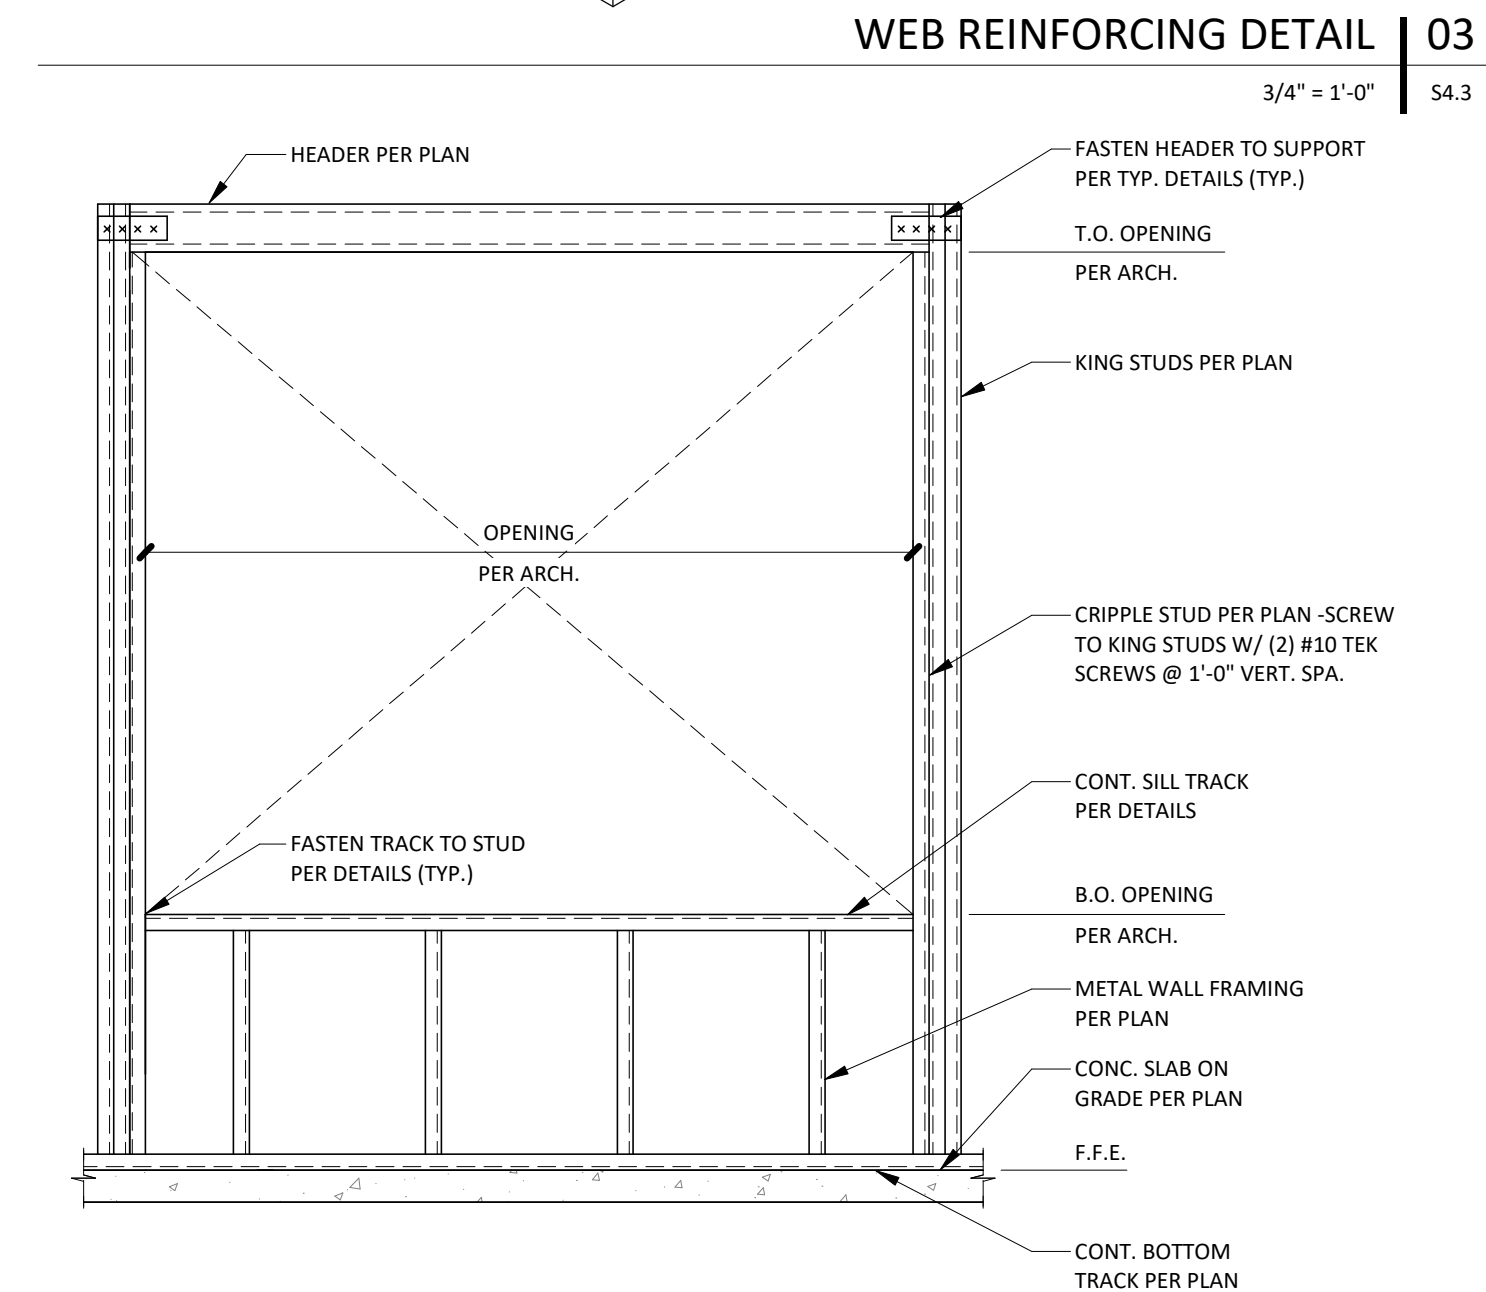 WEB REINFORCING DETAIL 03
3/4" = 1'-0" S4.3
HEADER PER PLAN
FASTEN HEADER TO SUPPORT
PER TYP. DETAILS (TYP.)
T.O. OPENING
PER ARCH.
KING STUDS PER PLAN
OPENING
PER ARCH.
CRIPPLE STUD PER PLAN -SCREW
TO KING STUDS W/ (2) #10 TEK
SCREWS @ 1'-0" VERT. SPA.
CONT. SILL TRACK
PER DETAILS
FASTEN TRACK TO STUD
PER DETAILS (TYP.)
B.O. OPENING
PER ARCH.
METAL WALL FRAMING
PER PLAN
CONC. SLAB ON
GRADE PER PLAN
F.F.E.
CONT. BOTTOM
TRACK PER PLAN